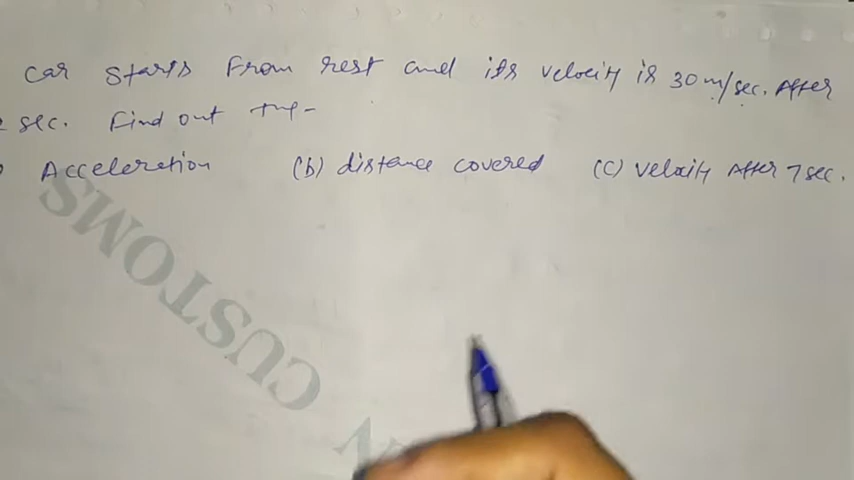 car starts from rest and its velocity is 30 m/sec. After
2 sec. Find out the-
Acceleration (b) distance covered (c) velocity After 7 sec.
CUSTOMS